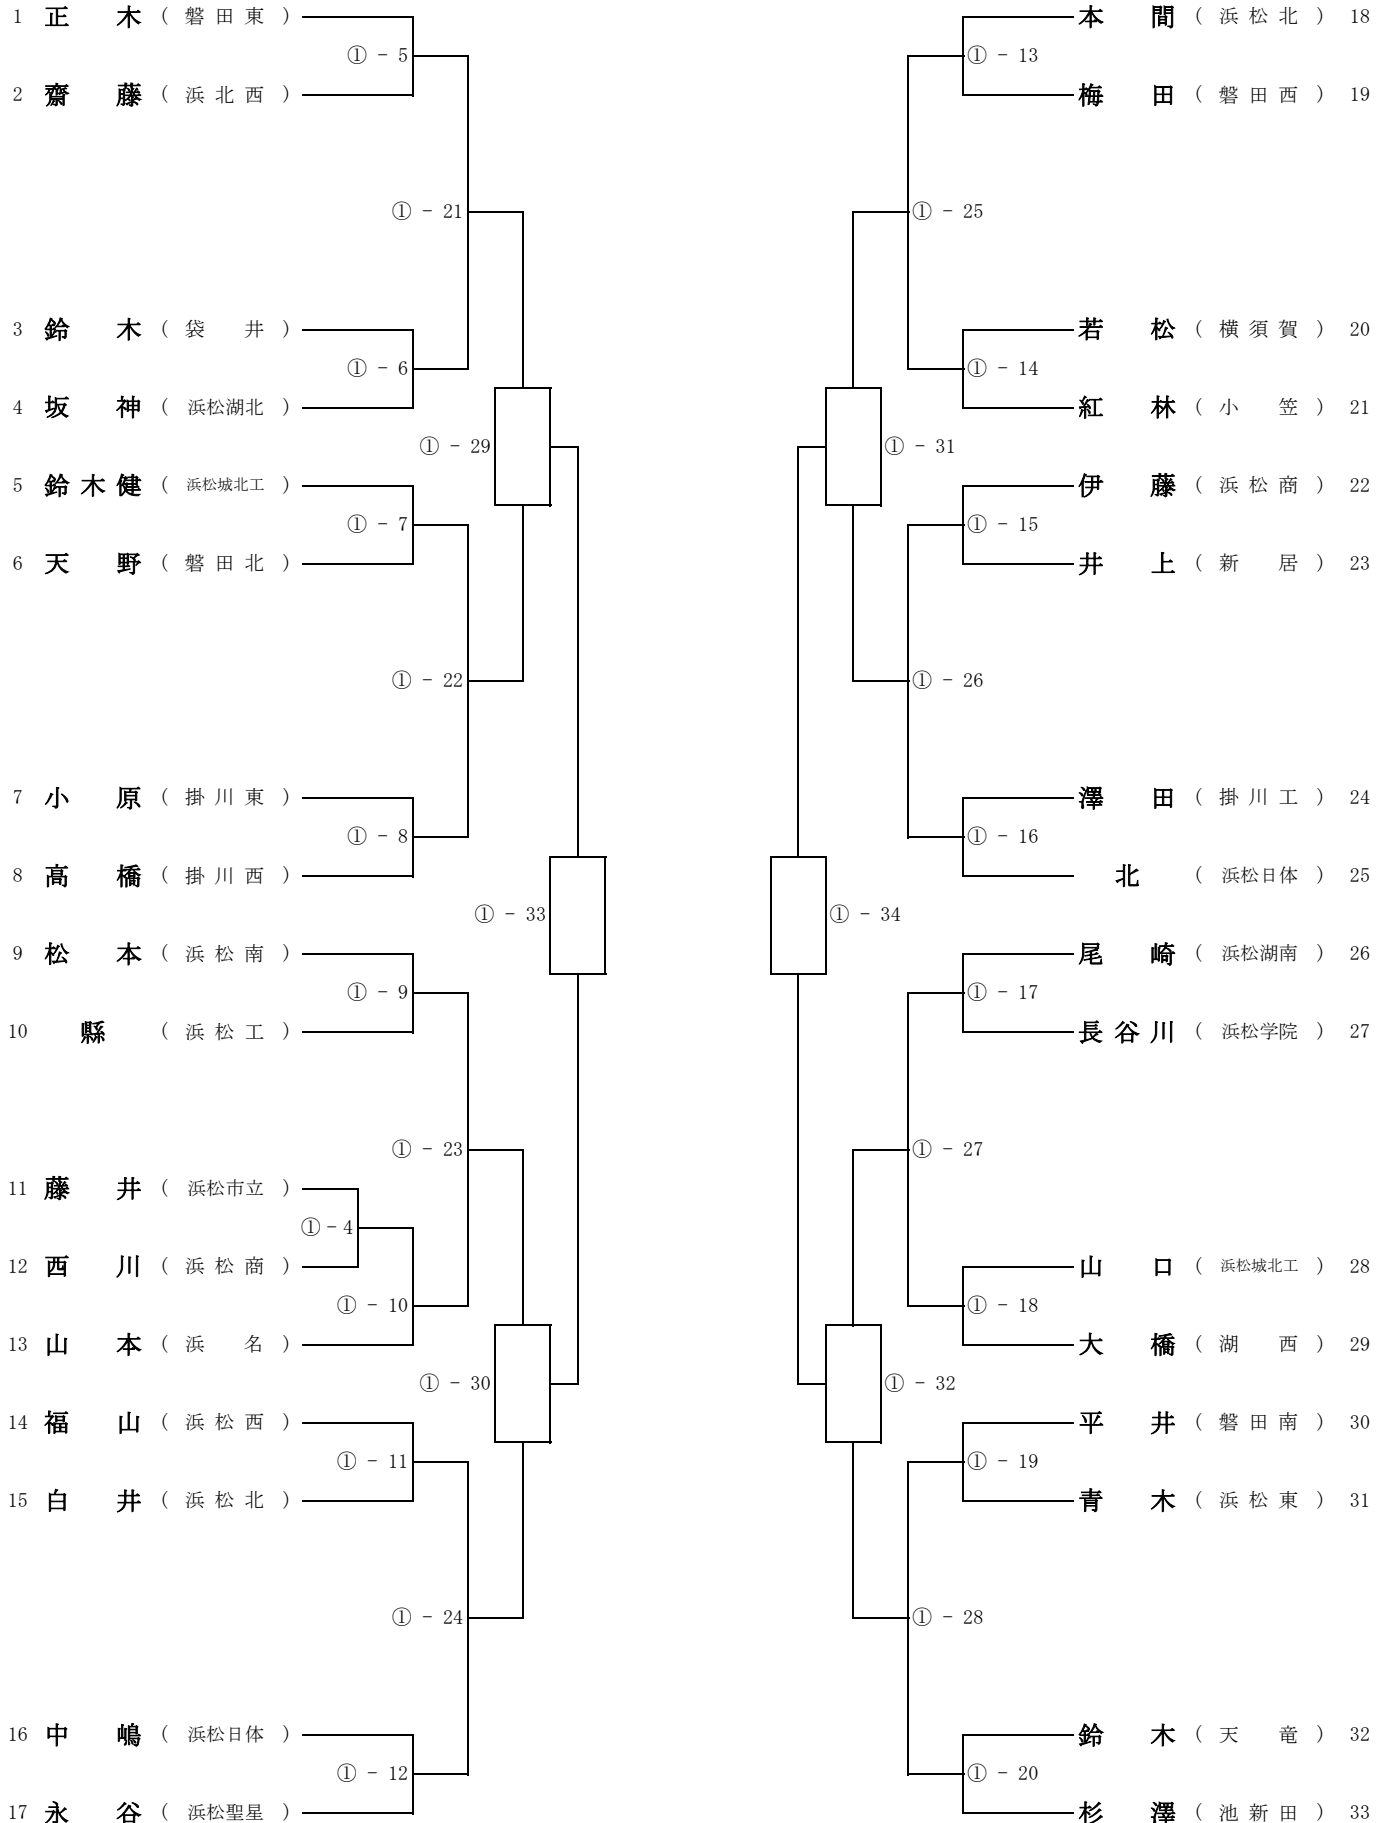 1 正 木 ( 磐 田 東 )
① - 5
2 齋 藤 ( 浜 北 西 )
① - 21
3 鈴 木 ( 袋 井 )
① - 6
4 坂 神 ( 浜松湖北 )
① - 29
5 鈴 木 健 ( 浜松城北工 )
① - 7
6 天 野 ( 磐 田 北 )
① - 22
7 小 原 ( 掛 川 東 )
① - 8
8 髙 橋 ( 掛 川 西 )
① - 33
9 松 本 ( 浜 松 南 )
① - 9
10 縣 ( 浜 松 工 )
① - 23
11 藤 井 ( 浜松市立 )
① - 4
12 西 川 ( 浜 松 商 )
① - 10
13 山 本 ( 浜 名 )
① - 30
14 福 山 ( 浜 松 西 )
① - 11
15 白 井 ( 浜 松 北 )
① - 24
16 中 嶋 ( 浜松日体 )
① - 12
17 永 谷 ( 浜松聖星 )
本 間 ( 浜 松 北 ) 18
① - 13
梅 田 ( 磐 田 西 ) 19
① - 25
若 松 ( 横 須 賀 ) 20
① - 14
紅 林 ( 小 笠 ) 21
① - 31
伊 藤 ( 浜 松 商 ) 22
① - 15
井 上 ( 新 居 ) 23
① - 26
澤 田 ( 掛 川 工 ) 24
① - 16
北 ( 浜松日体 ) 25
① - 34
尾 崎 ( 浜松湖南 ) 26
① - 17
長 谷 川 ( 浜松学院 ) 27
① - 27
山 口 ( 浜松城北工 ) 28
① - 18
大 橋 ( 湖 西 ) 29
① - 32
平 井 ( 磐 田 南 ) 30
① - 19
青 木 ( 浜 松 東 ) 31
① - 28
鈴 木 ( 天 竜 ) 32
① - 20
杉 澤 ( 池 新 田 ) 33